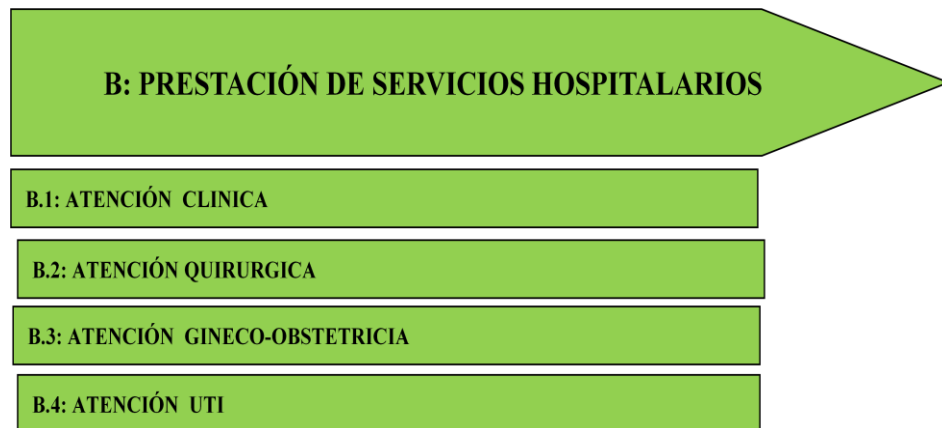 B: PRESTACIÓN DE SERVICIOS HOSPITALARIOS
B.1: ATENCIÓN CLINICA
B.2: ATENCIÓN QUIRURGICA
B.3: ATENCIÓN GINECO-OBSTETRICIA
B.4: ATENCIÓN UTI